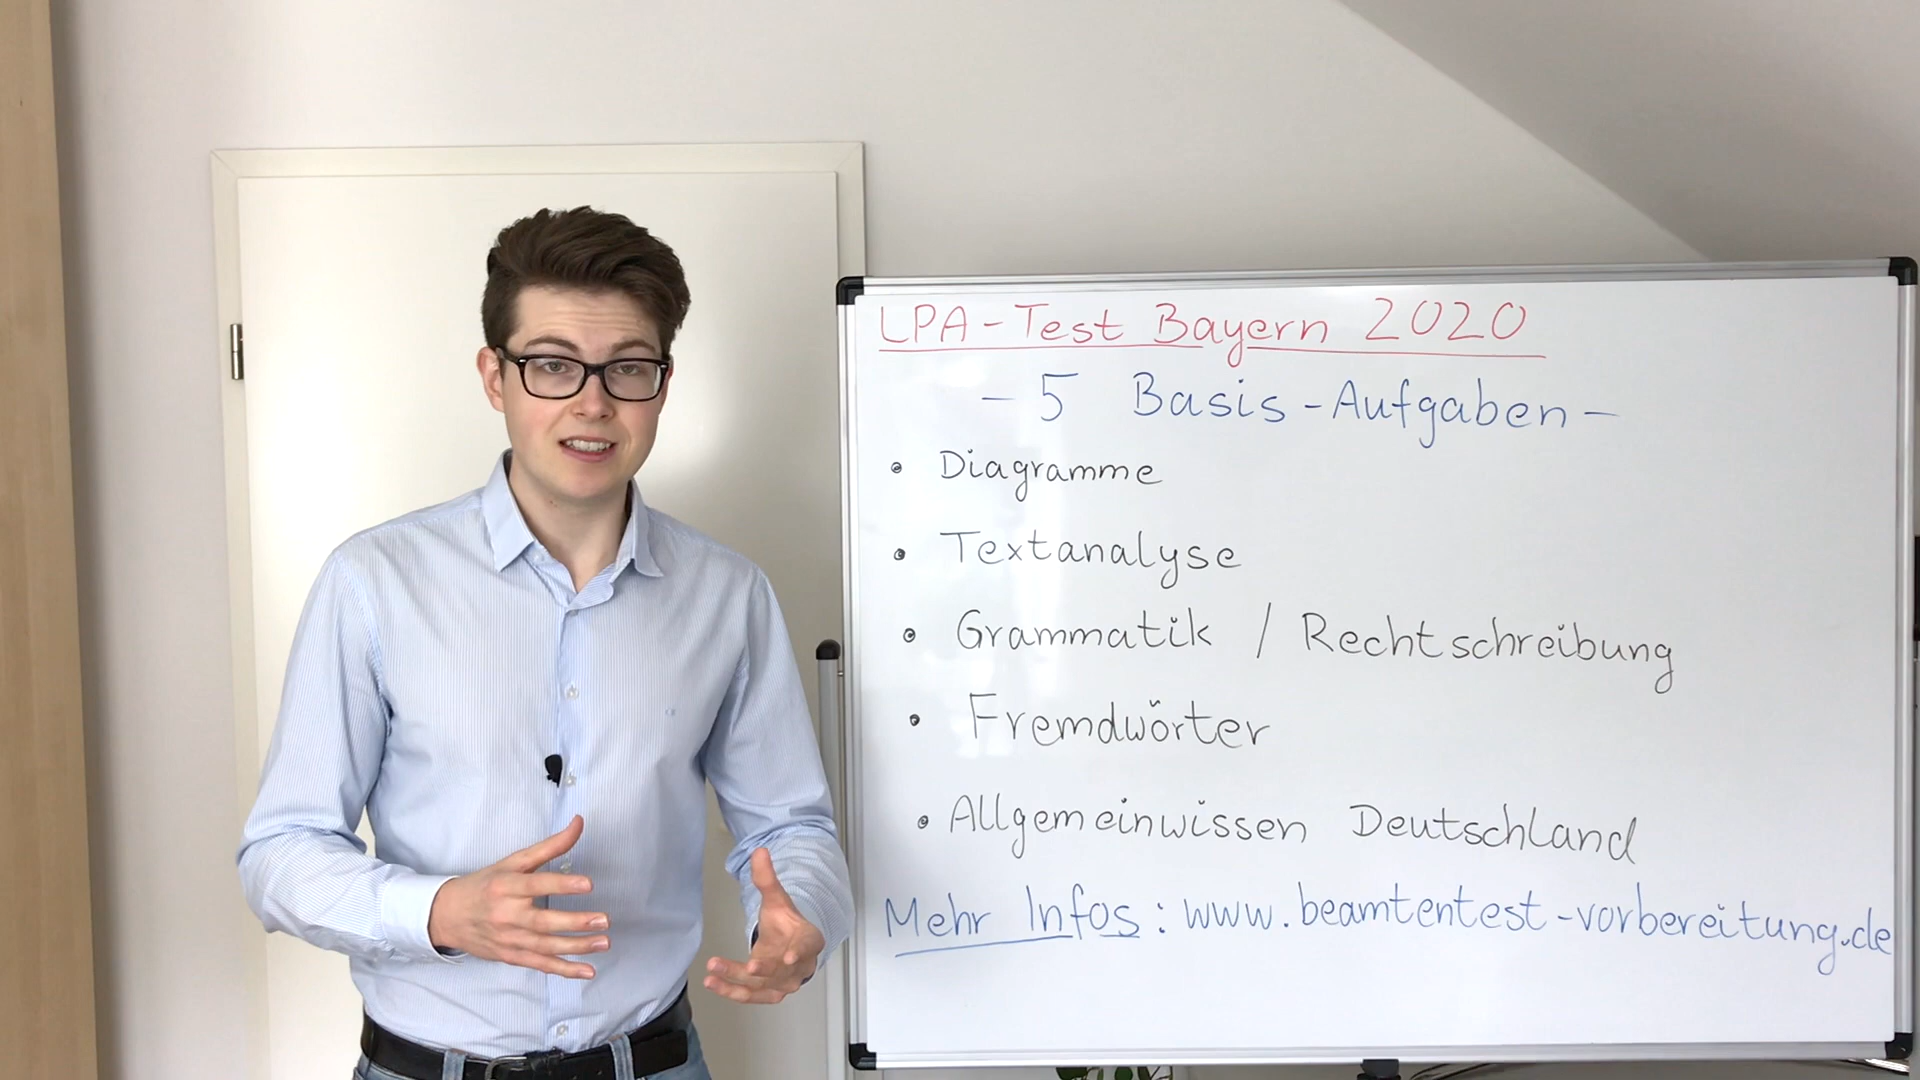 LPA-Test Bayern 2020
- 5 Basis-Aufgaben -
• Diagramme
• Textanalyse
• Grammatik / Rechtschreibung
• Fremdwörter
• Allgemeinwissen Deutschland
Mehr Infos: www.beamtentest-vorbereitung.de